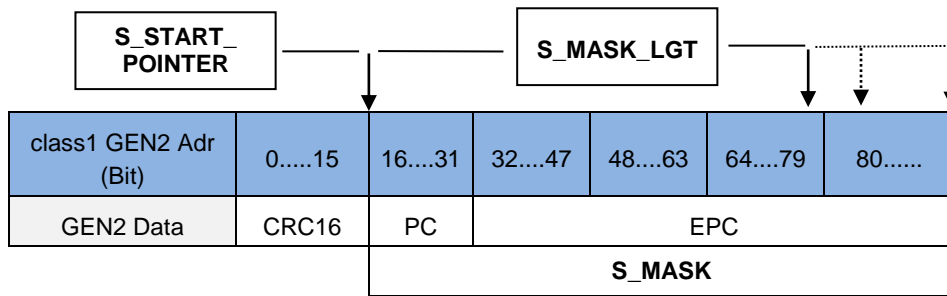 S_START_
POINTER
S_MASK_LGT
class1 GEN2 Adr
(Bit)
0.....15
16....31
32....47
48....63
64....79
80......
GEN2 Data
CRC16
PC
EPC
S_MASK